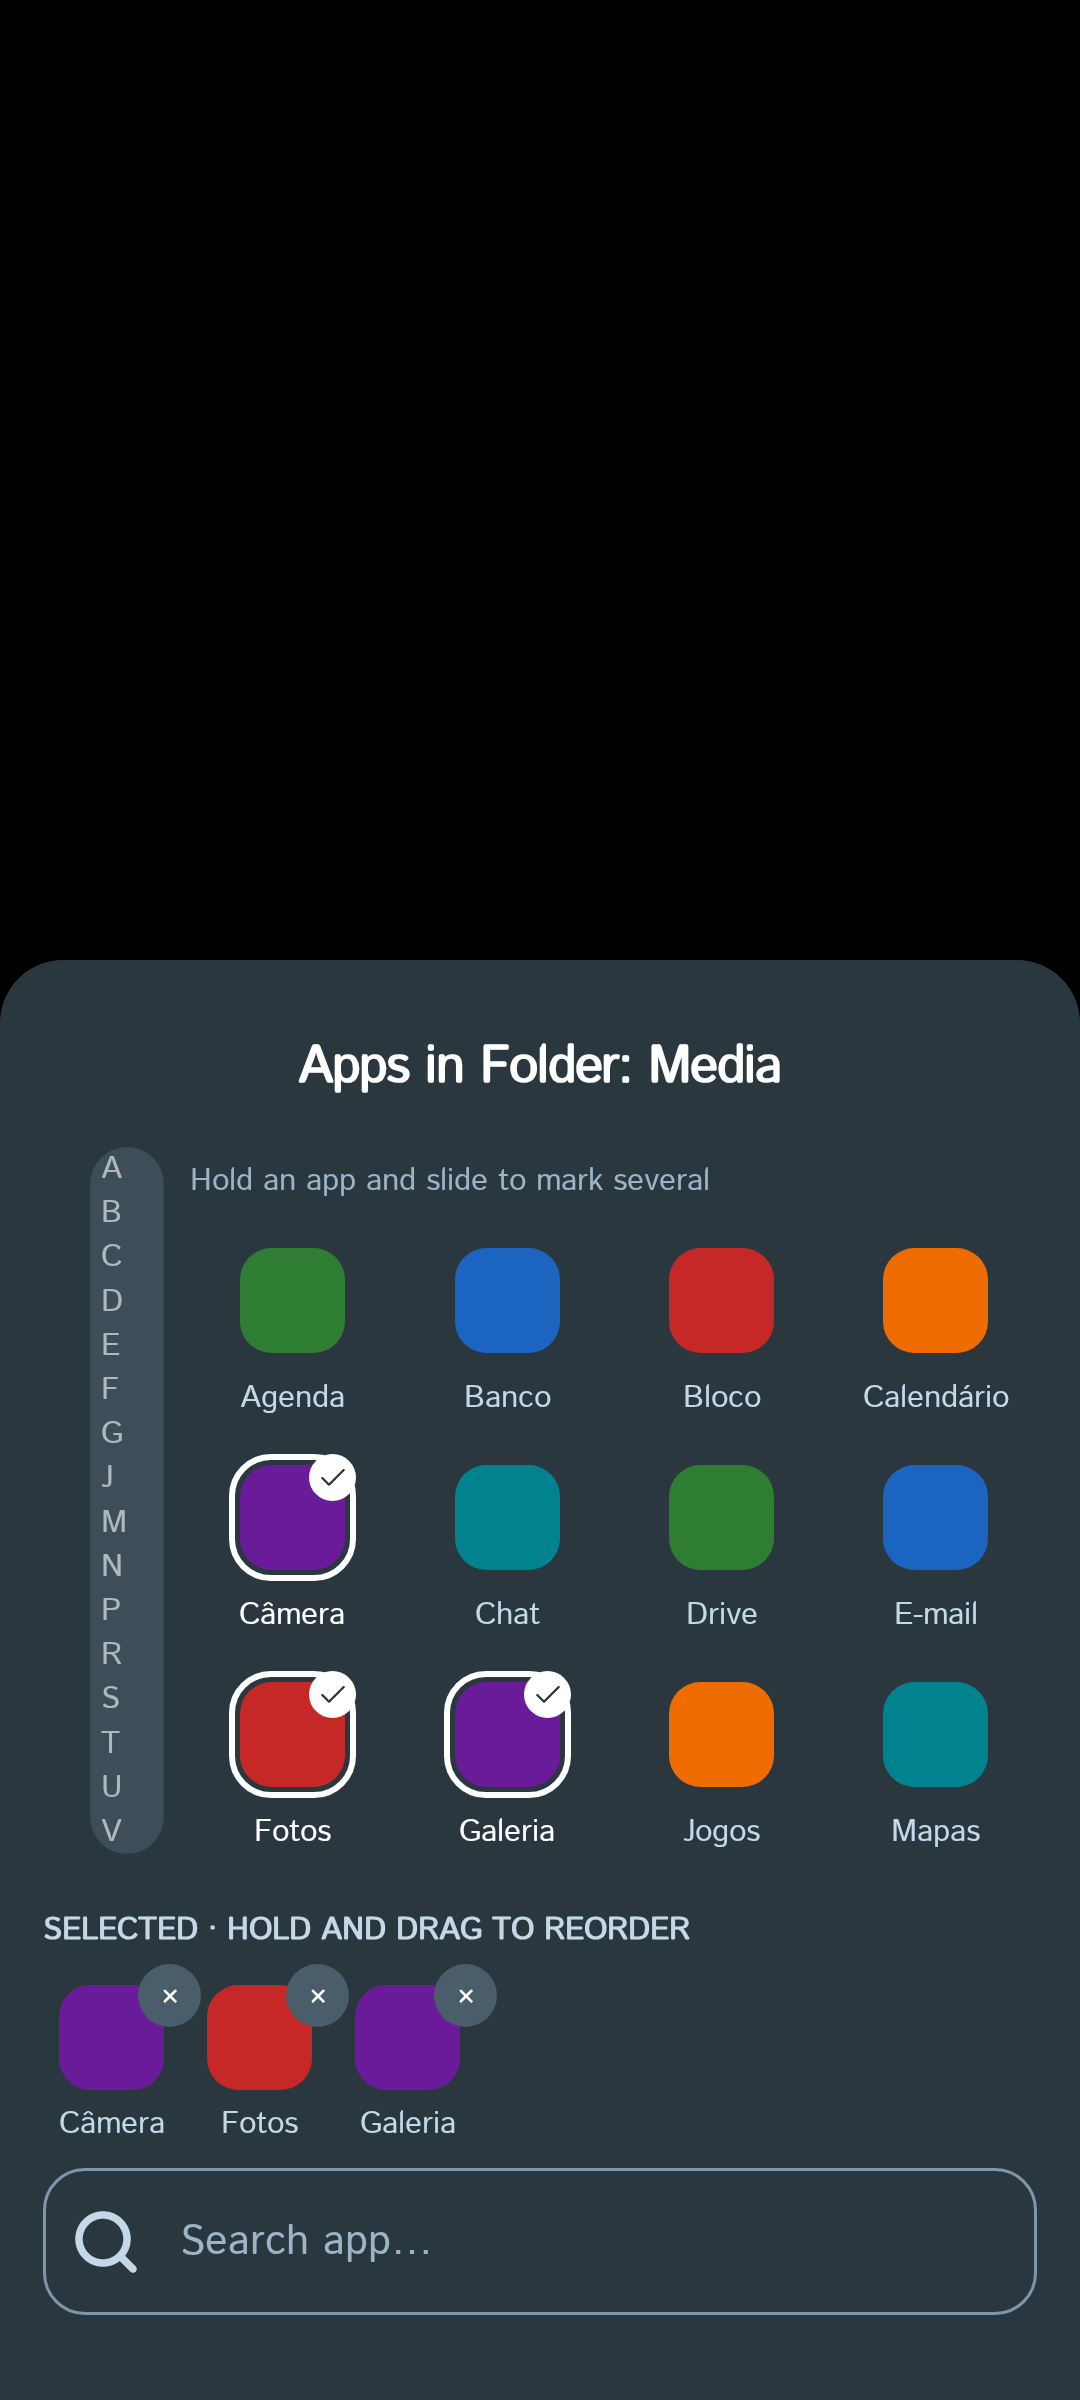 Apps in Folder: Media
Hold an app and slide to mark several
A
B
C
D
E
F
G
J
M
N
P
R
S
T
U
V
Agenda Banco Bloco Calendário
Câmera Chat Drive E-mail
Fotos Galeria Jogos Mapas
SELECTED · HOLD AND DRAG TO REORDER
Câmera Fotos Galeria
Search app...